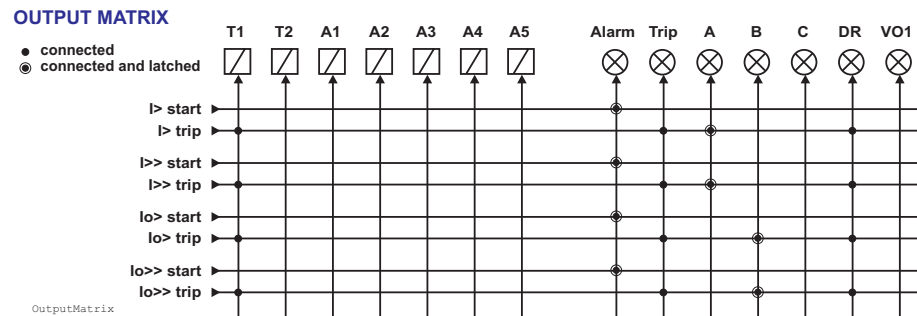 OUTPUT MATRIX
connected
connected and latched
T1 T2 A1 A2 A3 A4 A5 Alarm Trip A B C DR VO1
I> start
I> trip
I>> start
I>> trip
Io> start
Io> trip
Io>> start
Io>> trip
OutputMatrix